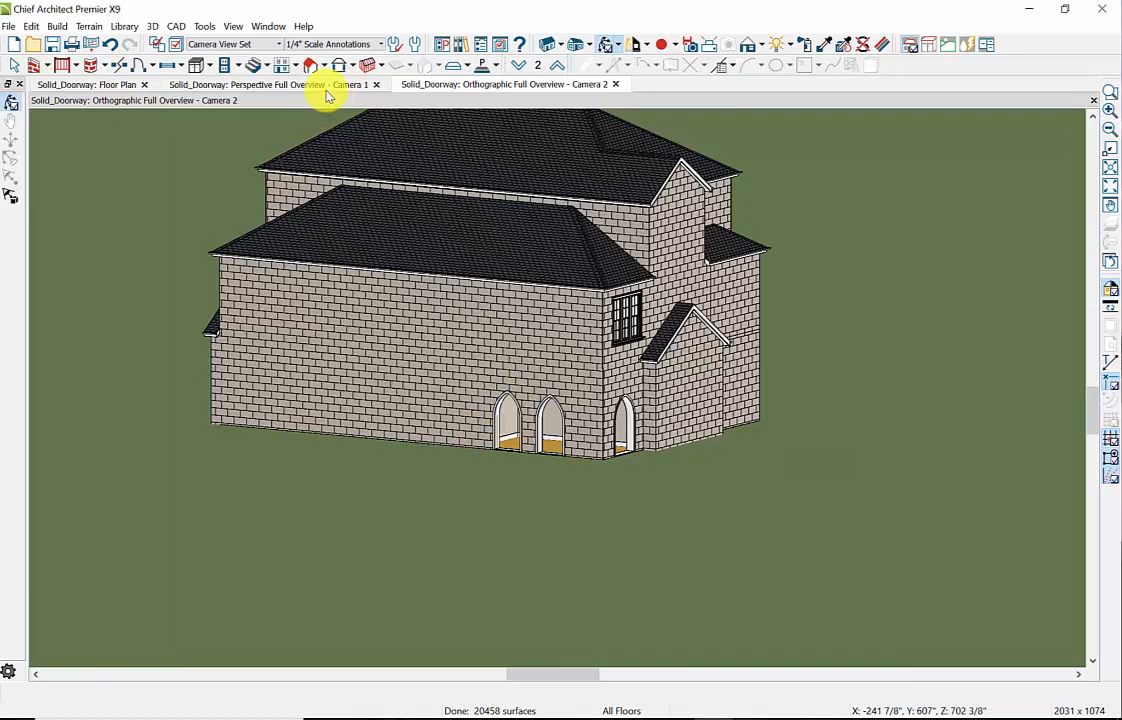 Chief Architect Premier X9
File Edit Build Terrain Library 3D CAD Tools View Window Help
Camera View Set 1/4" Scale Annotations
2
Solid_Doorway: Floor Plan Solid_Doorway: Perspective Full Overview - Camera 1 Solid_Doorway: Orthographic Full Overview - Camera 2
Solid_Doorway: Orthographic Full Overview - Camera 2
Done: 20458 surfaces All Floors X: -241 7/8", Y: 607", Z: 702 3/8" 2031 x 1074